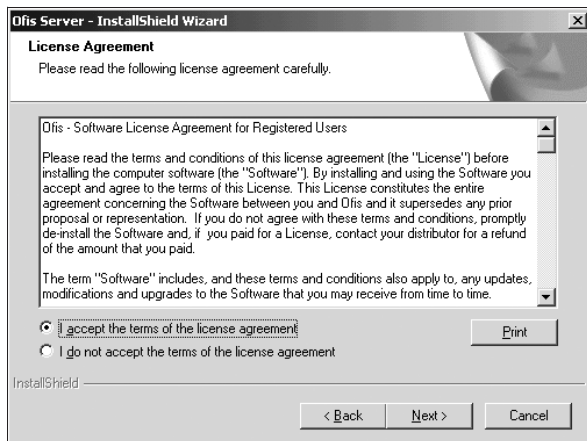 Ofis Server - InstallShield Wizard
License Agreement
Please read the following license agreement carefully.
Ofis - Software License Agreement for Registered Users
Please read the terms and conditions of this license agreement (the "License") before
installing the computer software (the "Software"). By installing and using the Software you
accept and agree to the terms of this License. This License constitutes the entire
agreement concerning the Software between you and Ofis and it supersedes any prior
proposal or representation.  If you do not agree with these terms and conditions, promptly
de-install the Software and, if  you paid for a License, contact your distributor for a refund
of the amount that you paid.
The term "Software" includes, and these terms and conditions also apply to, any updates,
modifications and upgrades to the Software that you may receive from time to time.
I accept the terms of the license agreement
Print
I do not accept the terms of the license agreement
InstallShield
< Back
Next >
Cancel